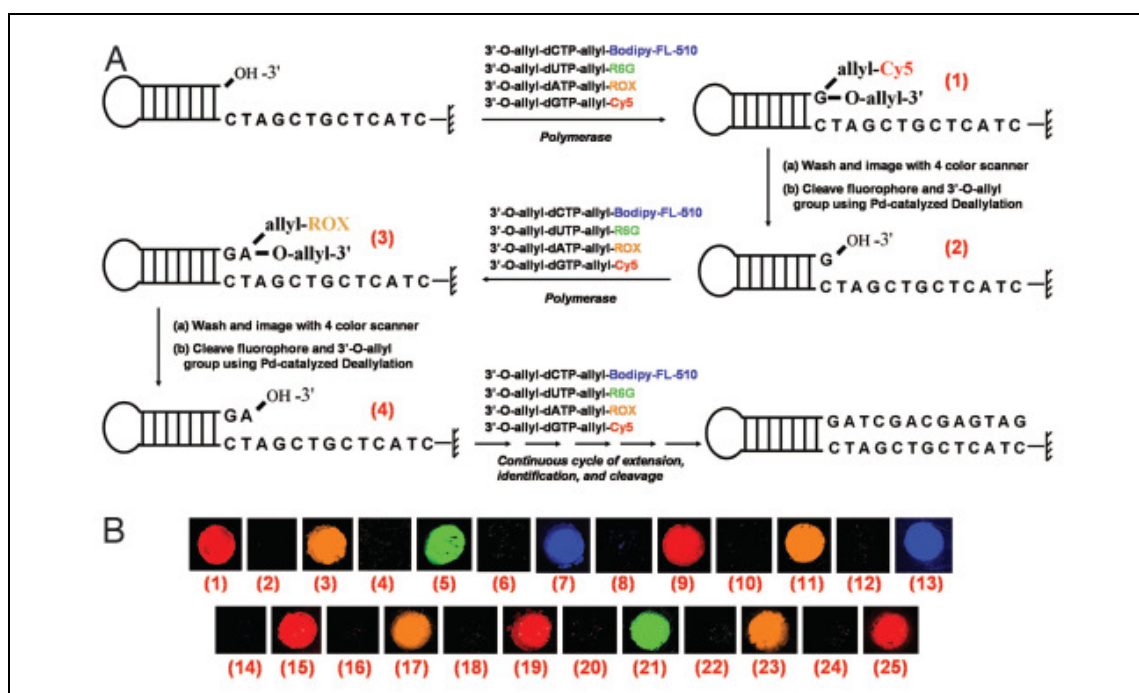 A
OH -3'
CTAGCTGCTCATC
3'-O-allyl-dCTP-allyl-Bodipy-FL-510
3'-O-allyl-dUTP-allyl-R6G
3'-O-allyl-dATP-allyl-ROX
3'-O-allyl-dGTP-allyl-Cy5
Polymerase
allyl-Cy5
(1)
G O-allyl-3'
CTAGCTGCTCATC
(a) Wash and image with 4 color scanner
(b) Cleave fluorophore and 3'-O-allyl
group using Pd-catalyzed Deallylation
OH -3'
G
(2)
CTAGCTGCTCATC
3'-O-allyl-dCTP-allyl-Bodipy-FL-510
3'-O-allyl-dUTP-allyl-R6G
3'-O-allyl-dATP-allyl-ROX
3'-O-allyl-dGTP-allyl-Cy5
Polymerase
allyl-ROX
(3)
GA O-allyl-3'
CTAGCTGCTCATC
(a) Wash and image with 4 color scanner
(b) Cleave fluorophore and 3'-O-allyl
group using Pd-catalyzed Deallylation
OH -3'
GA
(4)
CTAGCTGCTCATC
3'-O-allyl-dCTP-allyl-Bodipy-FL-510
3'-O-allyl-dUTP-allyl-R6G
3'-O-allyl-dATP-allyl-ROX
3'-O-allyl-dGTP-allyl-Cy5
Continuous cycle of extension,
identification, and cleavage
GATCGACGAGTAG
CTAGCTGCTCATC
B
(1) (2) (3) (4) (5) (6) (7) (8) (9) (10) (11) (12) (13)
(14) (15) (16) (17) (18) (19) (20) (21) (22) (23) (24) (25)